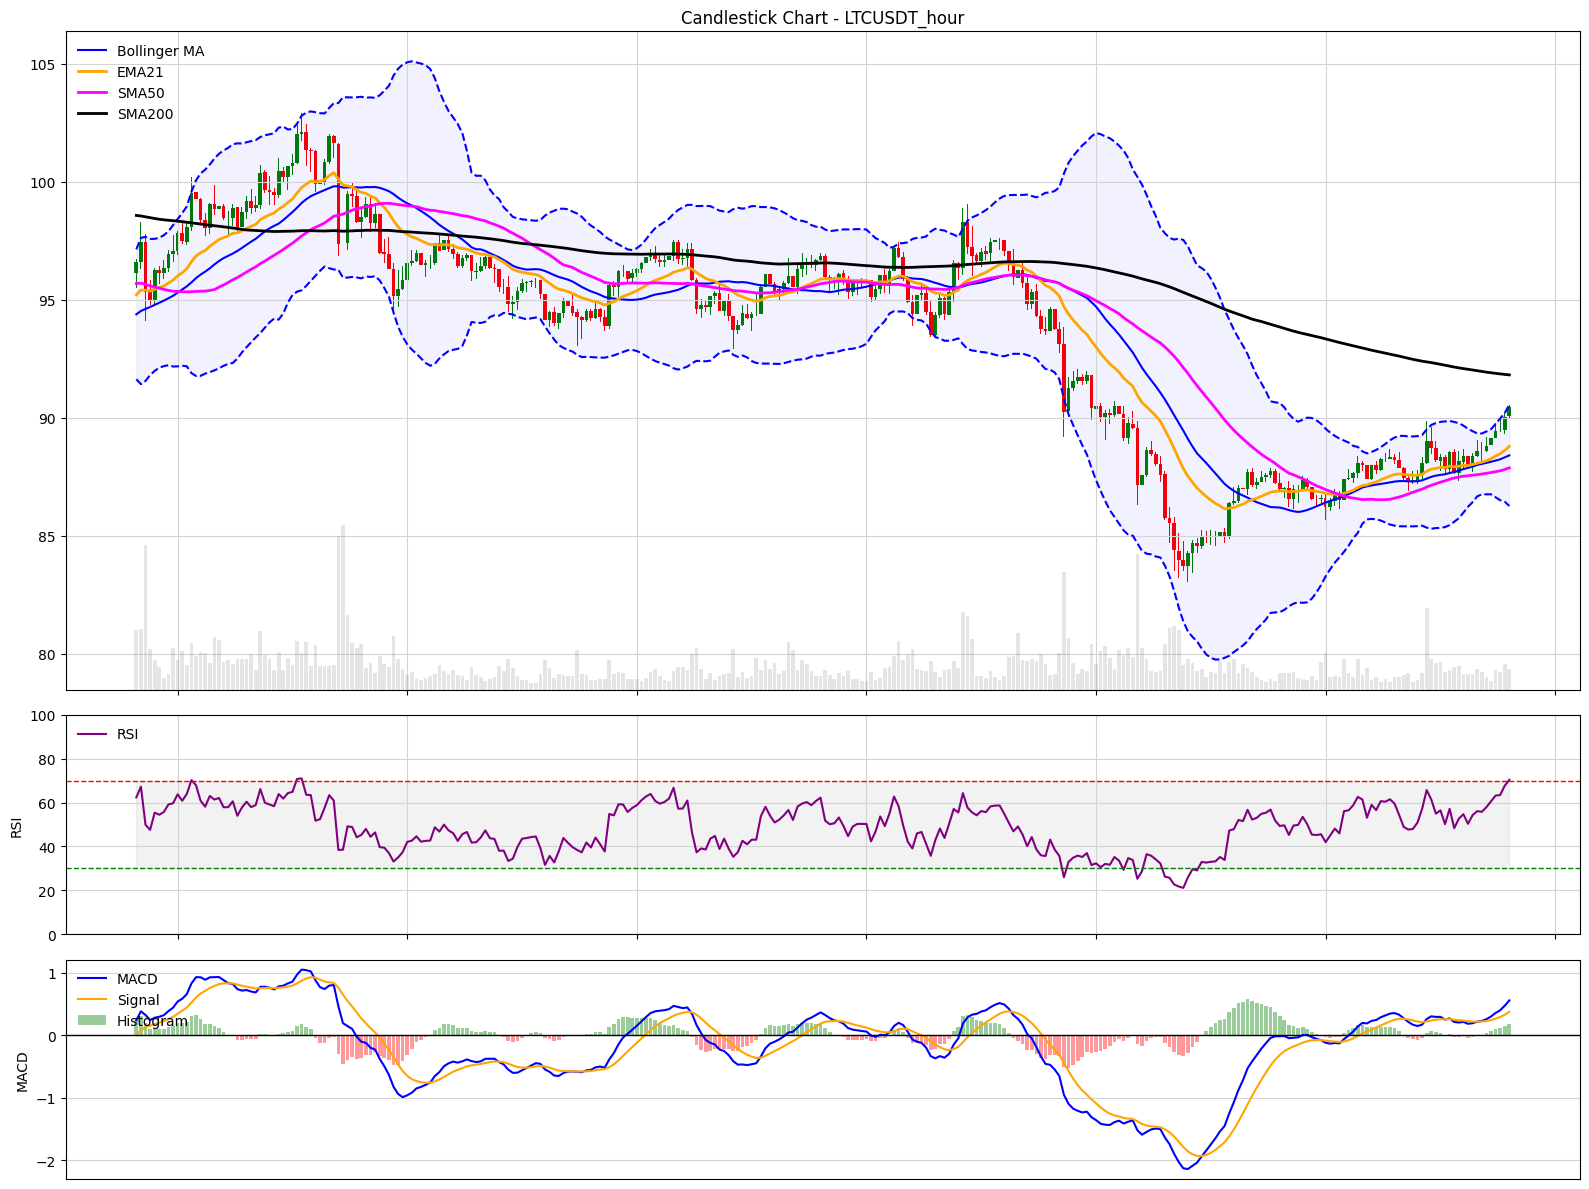 Candlestick Chart - LTCUSDT_hour
Bollinger MA
EMA21
SMA50
SMA200
105
100
95
90
85
80
RSI
100
80
60
40
20
0
RSI
MACD
Signal
Histogram
1
0
−1
−2
MACD